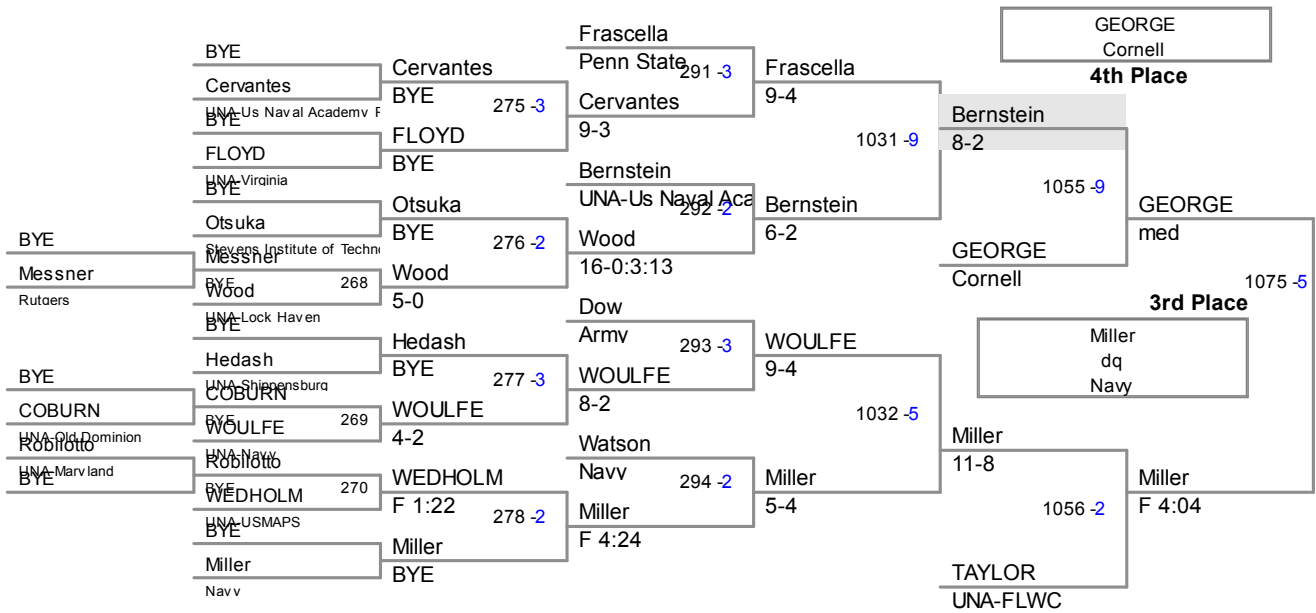 BYE
Messner
Rutgers
BYE
COBURN
UNA-Old Dominion
Robilotto
UNA-Maryland
BYE
BYE
Cervantes
UNA-Us Naval Academy P
BYE
FLOYD
UNA-Virginia
BYE
Otsuka
Stevens Institute of Techno
Messner
BYE
268
Wood
UNA-Lock Haven
BYE
Hedash
UNA-Shippensburg
COBURN
BYE
269
WOULFE
UNA-Navy
Robilotto
BYE
270
WEDHOLM
UNA-USMAPS
BYE
Miller
Navy
Cervantes
BYE
275 -3
FLOYD
BYE
Otsuka
BYE
276 -2
Wood
5-0
Hedash
BYE
277 -3
WOULFE
4-2
WEDHOLM
F 1:22
278 -2
Miller
BYE
Frascella
Penn State
291 -3
Cervantes
9-3
Bernstein
UNA-Us Naval Aca
292 -2
Wood
16-0:3:13
Dow
Army
293 -3
WOULFE
8-2
Watson
Navy
294 -2
Miller
F 4:24
Frascella
9-4
1031 -9
Bernstein
6-2
WOULFE
9-4
1032 -5
Miller
5-4
Bernstein
8-2
1055 -9
GEORGE
Cornell
Miller
11-8
1056 -2
TAYLOR
UNA-FLWC
GEORGE
med
1075 -5
Miller
F 4:04
GEORGE
Cornell
4th Place
3rd Place
Miller
dq
Navy